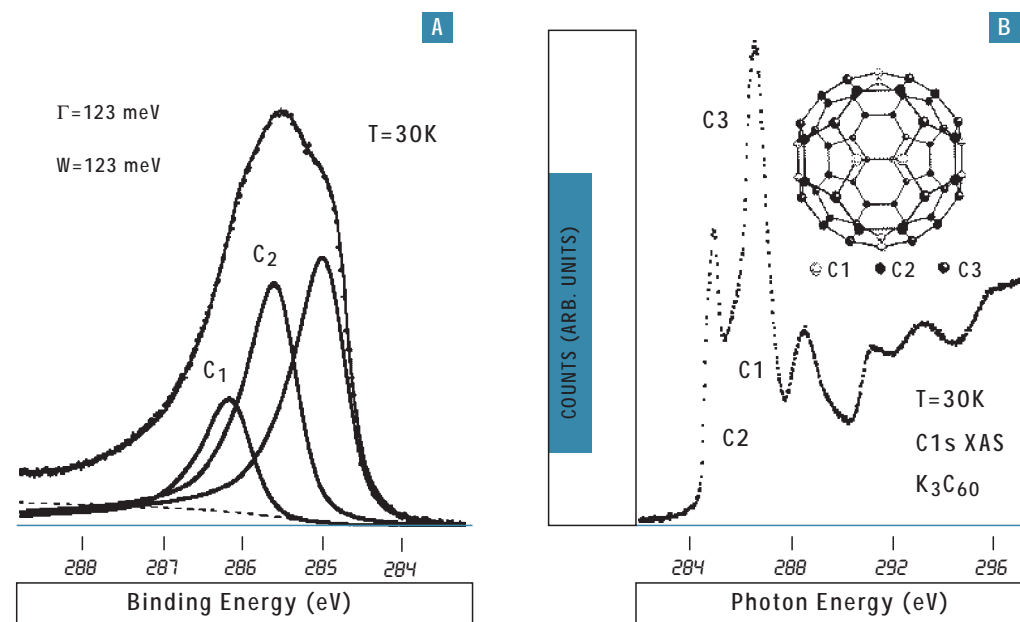 A
Γ=123 meV
W=123 meV
T=30K
C2
C1
288 287 286 285 284
Binding Energy (eV)
B
COUNTS (ARB. UNITS)
C3
C1 C2 C3
C1
C2
T=30K
C1s XAS
K3C60
284 288 292 296
Photon Energy (eV)